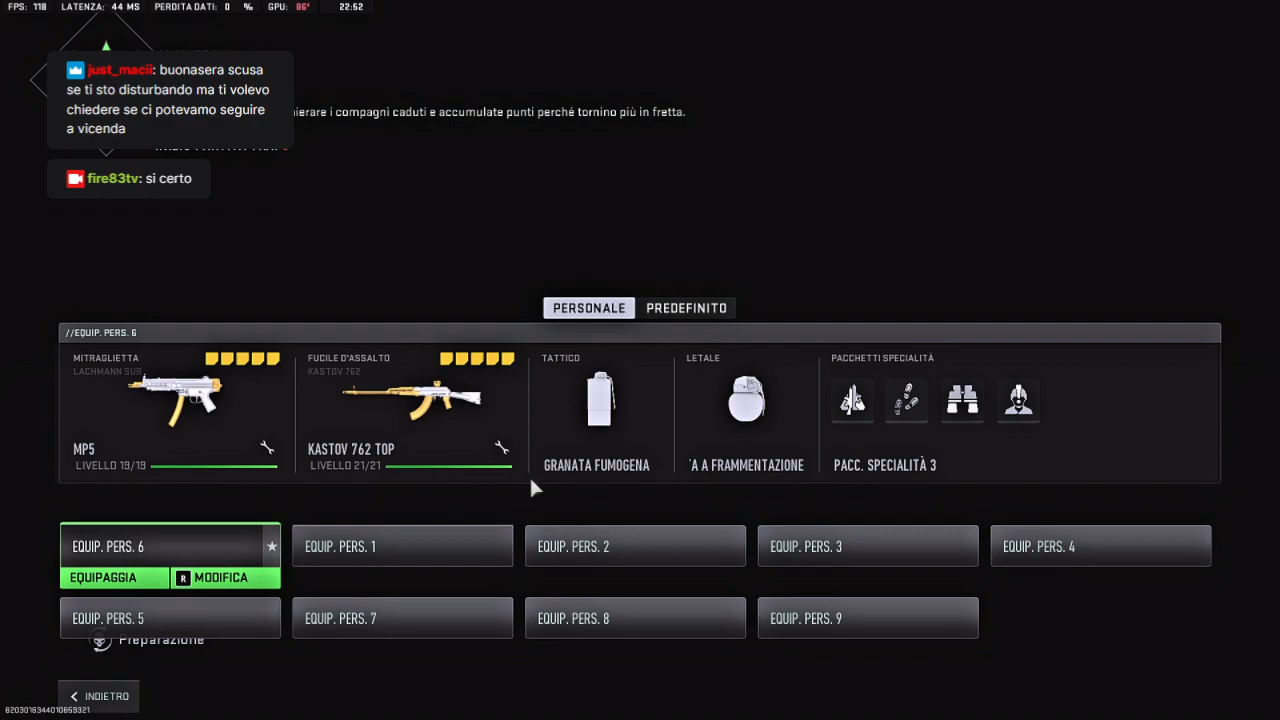 FPS: 118 LATENZA: 44 MS PERDITA DATI: 0 % GPU: 86° 22:52
just_macii: buonasera scusa
se ti sto disturbando ma ti volevo
chiedere se ci potevamo seguire
a vicenda
ierare i compagni caduti e accumulate punti perché tornino più in fretta.
fire83tv: si certo
PERSONALE PREDEFINITO
//EQUIP. PERS. 6
MITRAGLIETTA FUCILE D'ASSALTO TATTICO LETALE PACCHETTI SPECIALITÀ
LACHMANN SUB KASTOV 762
MP5 KASTOV 762 TOP
LIVELLO 19/19 LIVELLO 21/21 GRANATA FUMOGENA 'A A FRAMMENTAZIONE PACC. SPECIALITÀ 3
EQUIP. PERS. 6 EQUIP. PERS. 1 EQUIP. PERS. 2 EQUIP. PERS. 3 EQUIP. PERS. 4
EQUIPAGGIA R MODIFICA
EQUIP. PERS. 5 EQUIP. PERS. 7 EQUIP. PERS. 8 EQUIP. PERS. 9
Preparazione
INDIETRO